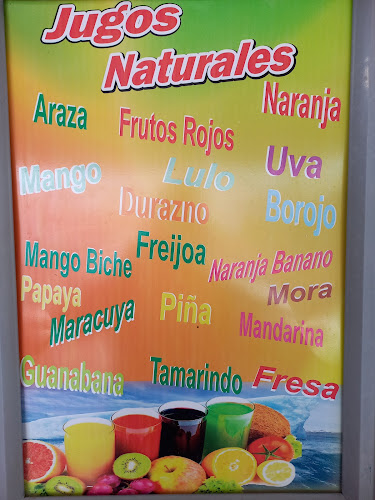 Jugos
Naturales
Naranja
Araza
Frutos Rojos
Uva
Lulo
Mango
Durazno
Borojo
Freijoa
Mango Biche
Naranja Banano
Papaya
Mora
Maracuya
Piña
Mandarina
Guanabana
Tamarindo
Fresa